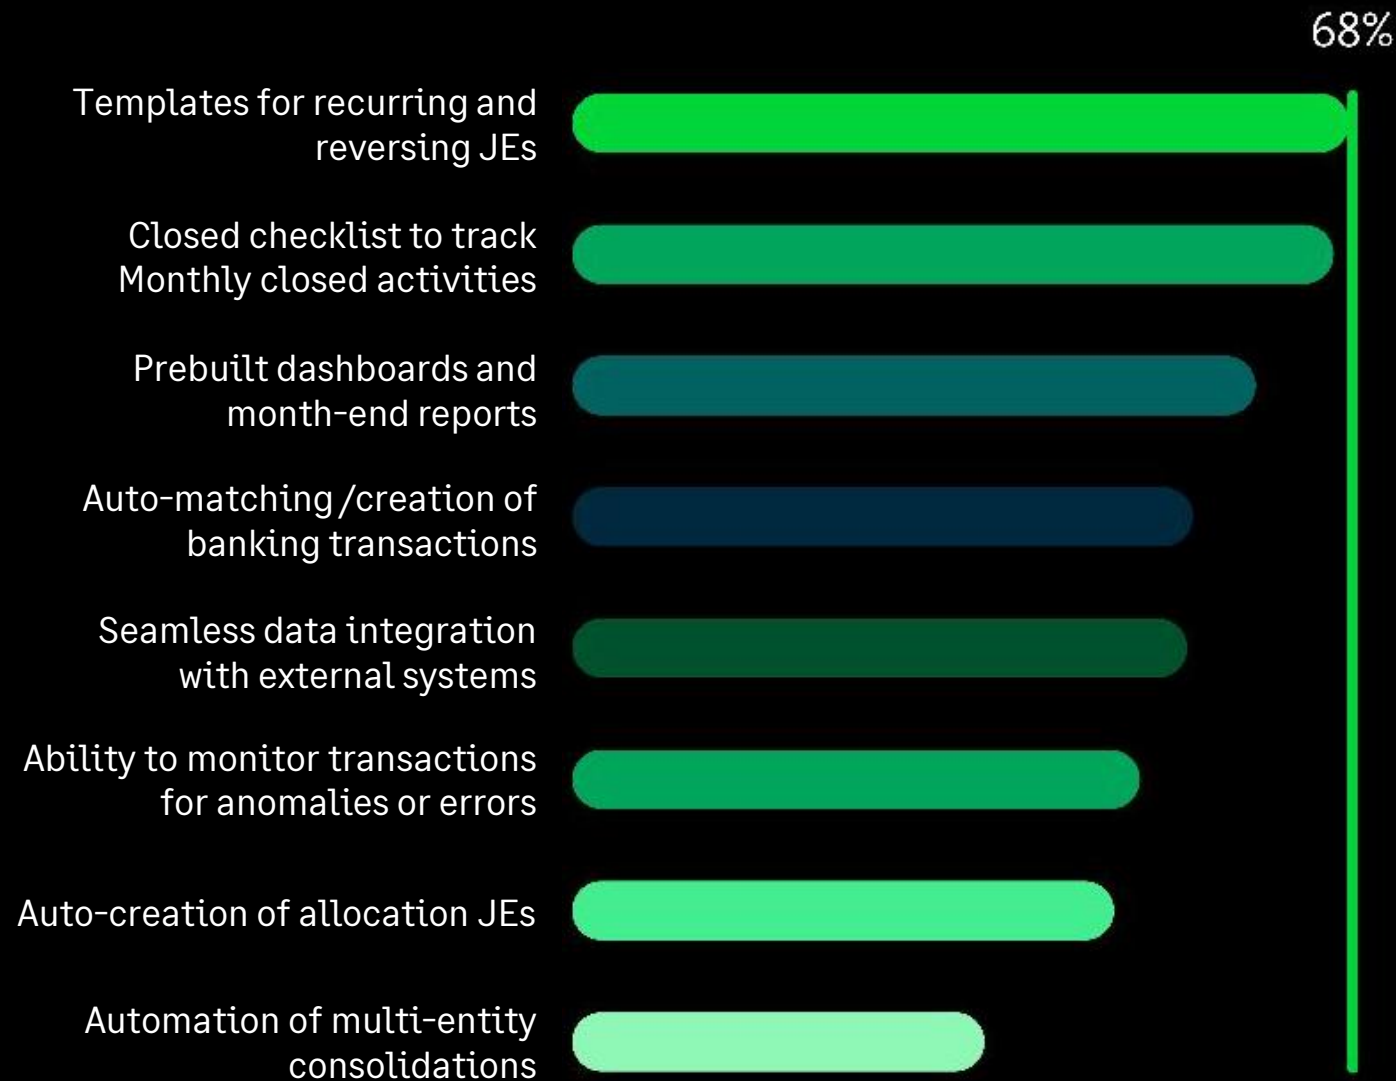 68%
Templates for recurring and
reversing JEs
Closed checklist to track
Monthly closed activities
Prebuilt dashboards and
month-end reports
Auto-matching /creation of
banking transactions
Seamless data integration
with external systems
Ability to monitor transactions
for anomalies or errors
Auto-creation of allocation JEs
Automation of multi-entity
consolidations